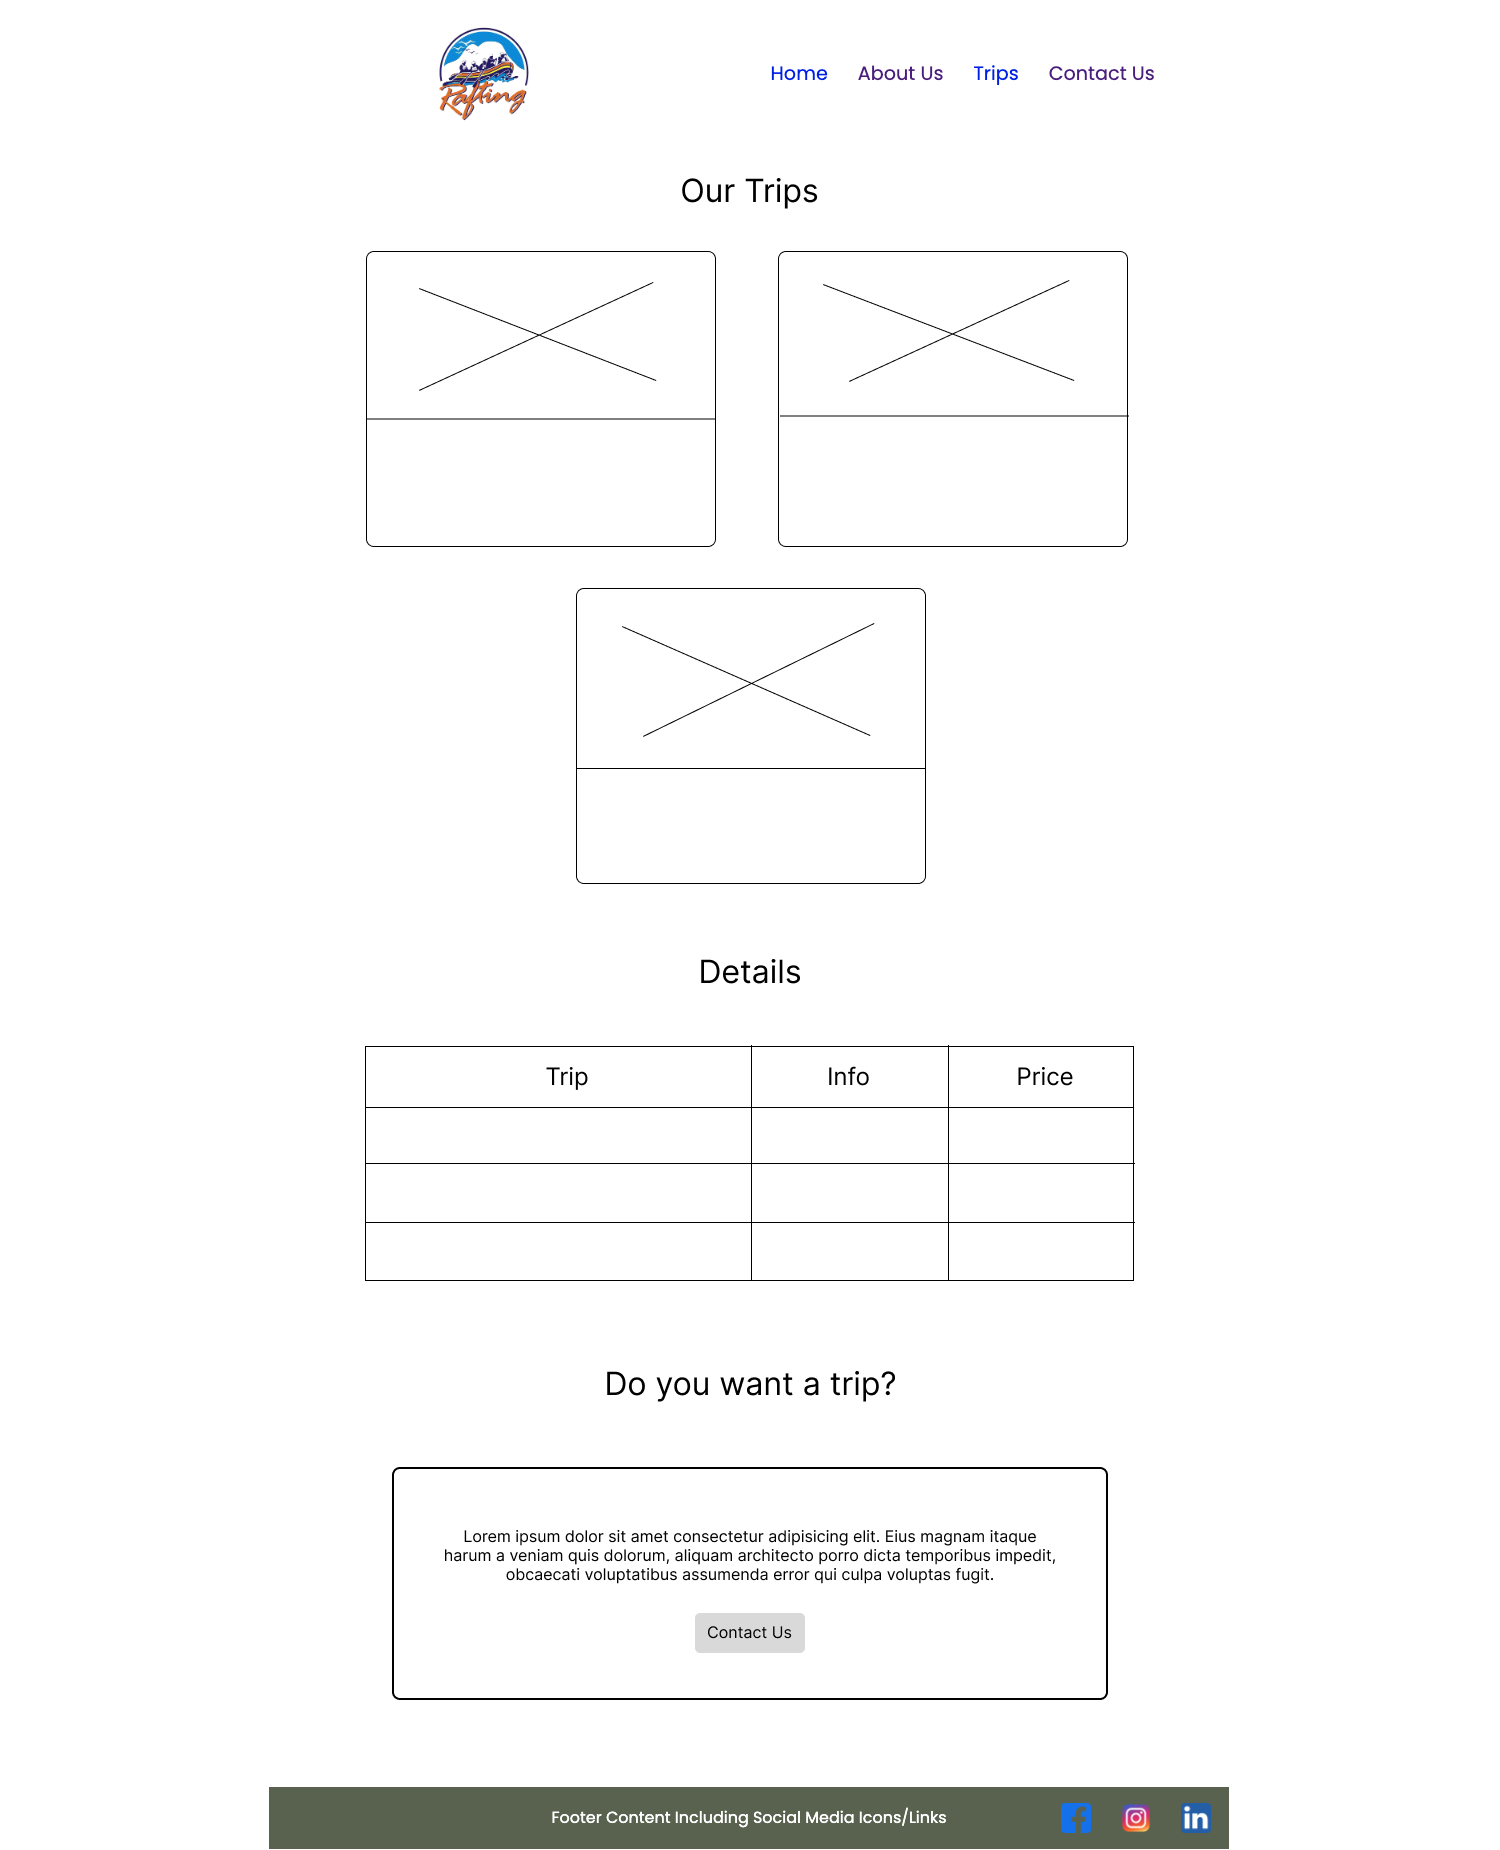 Rafting
Home About Us Trips Contact Us
Our Trips
Details
Trip Info Price
Do you want a trip?
Lorem ipsum dolor sit amet consectetur adipisicing elit. Eius magnam itaque
harum a veniam quis dolorum, aliquam architecto porro dicta temporibus impedit,
obcaecati voluptatibus assumenda error qui culpa voluptas fugit.
Contact Us
Footer Content Including Social Media Icons/Links